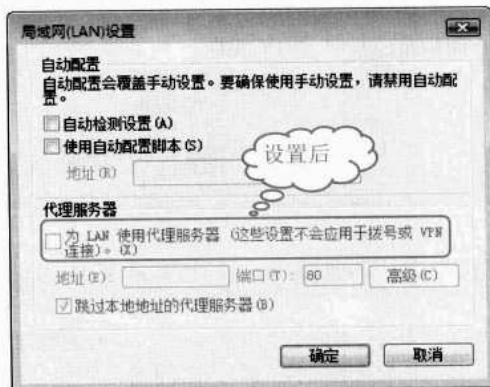 局域网(LAN)设置
自动配置
自动配置会覆盖手动设置。要确保使用手动设置，请禁用自动配
置。
自动检测设置(A)
使用自动配置脚本(S)
地址(R)
设置后
代理服务器
为 LAN 使用代理服务器 (这些设置不会应用于拨号或 VPN
连接)。(X)
地址(E): 端口(T): 80 高级(C)
跳过本地地址的代理服务器(B)
确定 取消